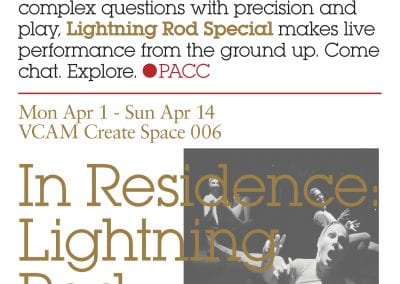 complex questions with precision and
play, Lightning Rod Special makes live
performance from the ground up. Come
chat. Explore. ●PACC
Mon Apr 1 - Sun Apr 14
VCAM Create Space 006
In Residence:
Lightning
Rod